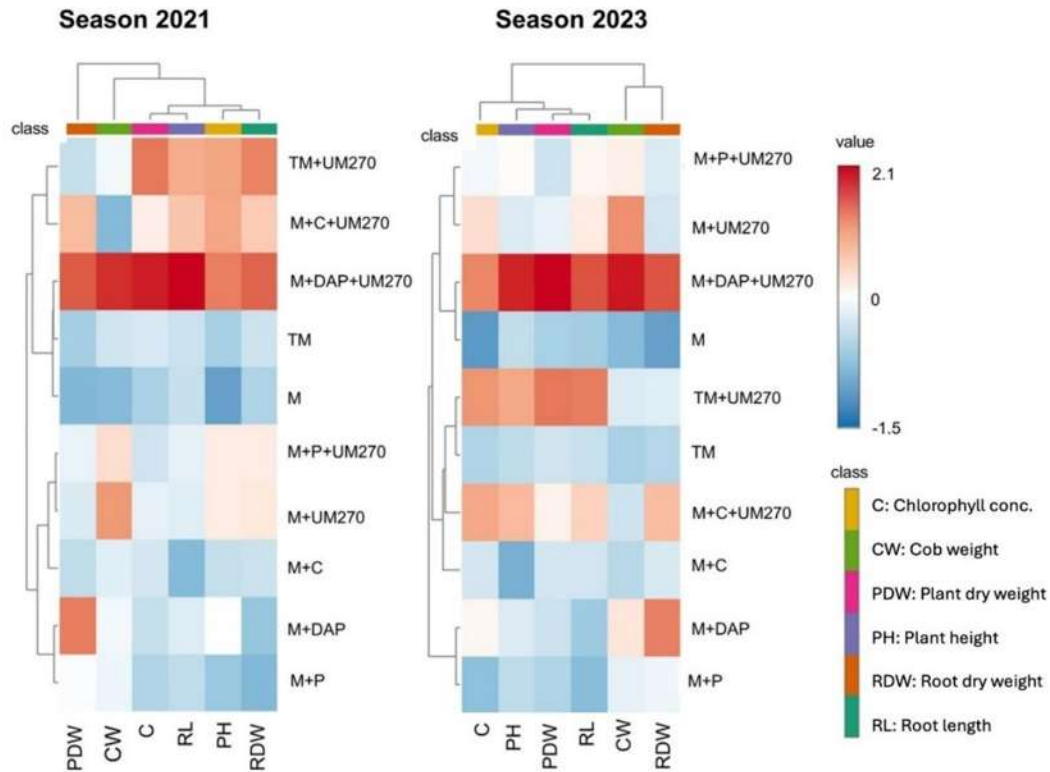 Season 2021
Season 2023
class
TM+UM270
M+C+UM270
M+DAP+UM270
TM
M
M+P+UM270
M+UM270
M+C
M+DAP
M+P
PDW
CW
C
RL
PH
RDW
class
M+P+UM270
M+UM270
M+DAP+UM270
M
TM+UM270
TM
M+C+UM270
M+C
M+DAP
M+P
C
PH
PDW
RL
CW
RDW
value
2.1
0
-1.5
class
C: Chlorophyll conc.
CW: Cob weight
PDW: Plant dry weight
PH: Plant height
RDW: Root dry weight
RL: Root length